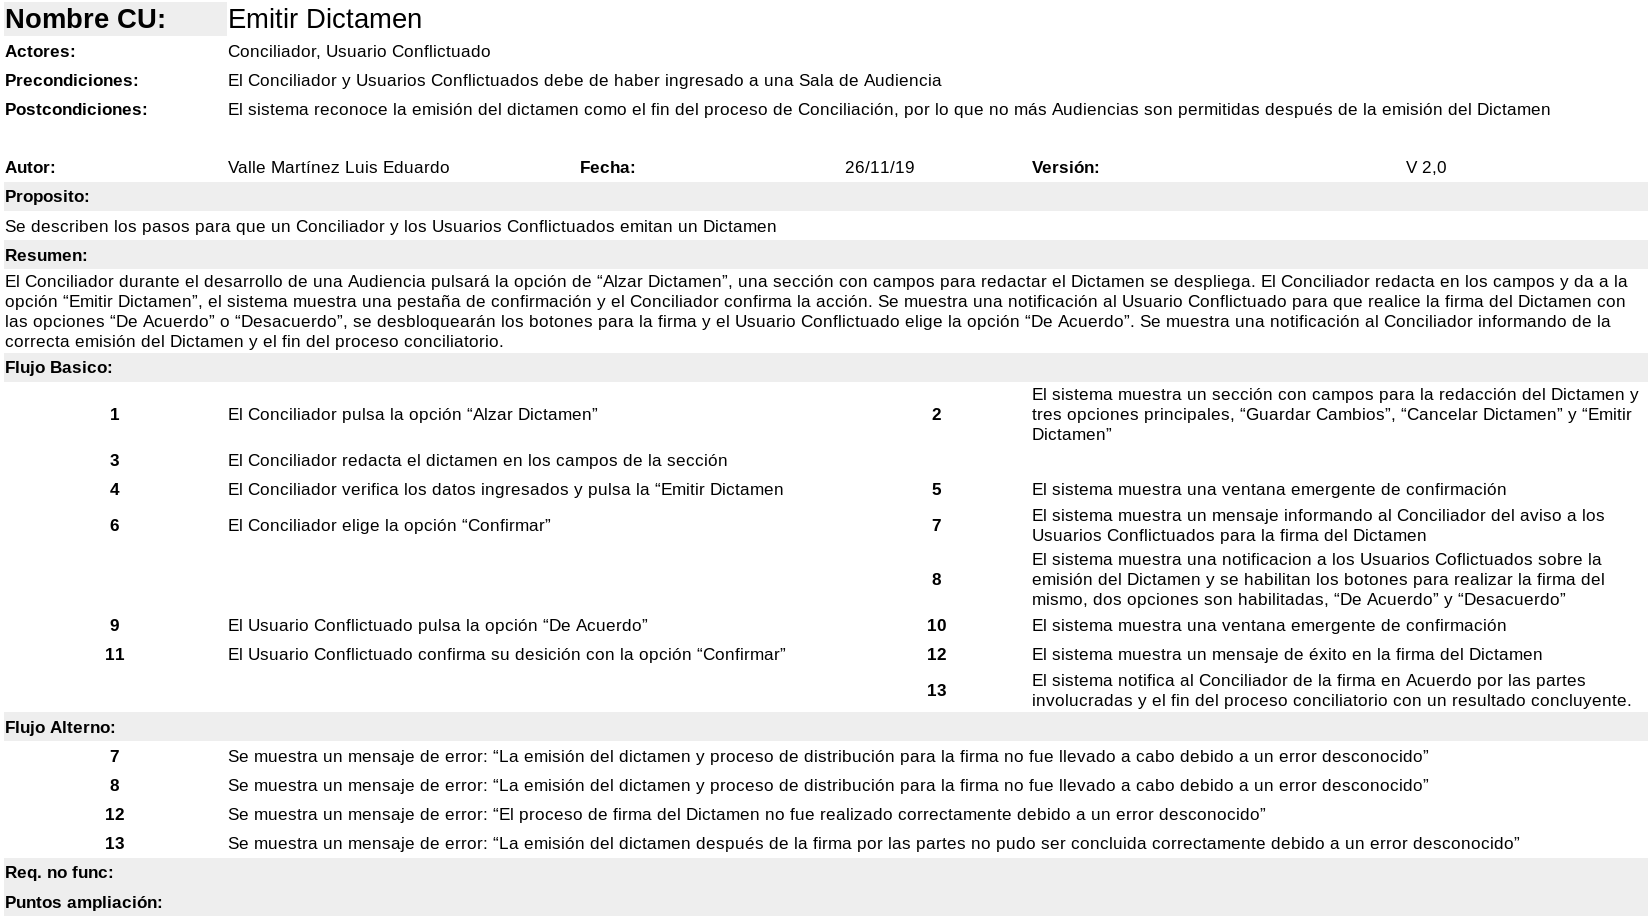 Nombre CU: Emitir Dictamen
Actores: Conciliador, Usuario Conflictuado
Precondiciones: El Conciliador y Usuarios Conflictuados debe de haber ingresado a una Sala de Audiencia
Postcondiciones: El sistema reconoce la emisión del dictamen como el fin del proceso de Conciliación, por lo que no más Audiencias son permitidas después de la emisión del Dictamen
Autor: Valle Martínez Luis Eduardo Fecha: 26/11/19 Versión: V 2,0
Proposito:
Se describen los pasos para que un Conciliador y los Usuarios Conflictuados emitan un Dictamen
Resumen:
El Conciliador durante el desarrollo de una Audiencia pulsará la opción de “Alzar Dictamen”, una sección con campos para redactar el Dictamen se despliega. El Conciliador redacta en los campos y da a la
opción “Emitir Dictamen”, el sistema muestra una pestaña de confirmación y el Conciliador confirma la acción. Se muestra una notificación al Usuario Conflictuado para que realice la firma del Dictamen con
las opciones “De Acuerdo” o “Desacuerdo”, se desbloquearán los botones para la firma y el Usuario Conflictuado elige la opción “De Acuerdo”. Se muestra una notificación al Conciliador informando de la
correcta emisión del Dictamen y el fin del proceso conciliatorio.
Flujo Basico:
1 El Conciliador pulsa la opción “Alzar Dictamen”
2 El sistema muestra un sección con campos para la redacción del Dictamen y
tres opciones principales, “Guardar Cambios”, “Cancelar Dictamen” y “Emitir
Dictamen”
3 El Conciliador redacta el dictamen en los campos de la sección
4 El Conciliador verifica los datos ingresados y pulsa la “Emitir Dictamen
5 El sistema muestra una ventana emergente de confirmación
6 El Conciliador elige la opción “Confirmar”
7 El sistema muestra un mensaje informando al Conciliador del aviso a los
Usuarios Conflictuados para la firma del Dictamen
8 El sistema muestra una notificacion a los Usuarios Coflictuados sobre la
emisión del Dictamen y se habilitan los botones para realizar la firma del
mismo, dos opciones son habilitadas, “De Acuerdo” y “Desacuerdo”
9 El Usuario Conflictuado pulsa la opción “De Acuerdo”
10 El sistema muestra una ventana emergente de confirmación
11 El Usuario Conflictuado confirma su desición con la opción “Confirmar”
12 El sistema muestra un mensaje de éxito en la firma del Dictamen
13 El sistema notifica al Conciliador de la firma en Acuerdo por las partes
involucradas y el fin del proceso conciliatorio con un resultado concluyente.
Flujo Alterno:
7 Se muestra un mensaje de error: “La emisión del dictamen y proceso de distribución para la firma no fue llevado a cabo debido a un error desconocido”
8 Se muestra un mensaje de error: “La emisión del dictamen y proceso de distribución para la firma no fue llevado a cabo debido a un error desconocido”
12 Se muestra un mensaje de error: “El proceso de firma del Dictamen no fue realizado correctamente debido a un error desconocido”
13 Se muestra un mensaje de error: “La emisión del dictamen después de la firma por las partes no pudo ser concluida correctamente debido a un error desconocido”
Req. no func:
Puntos ampliación: